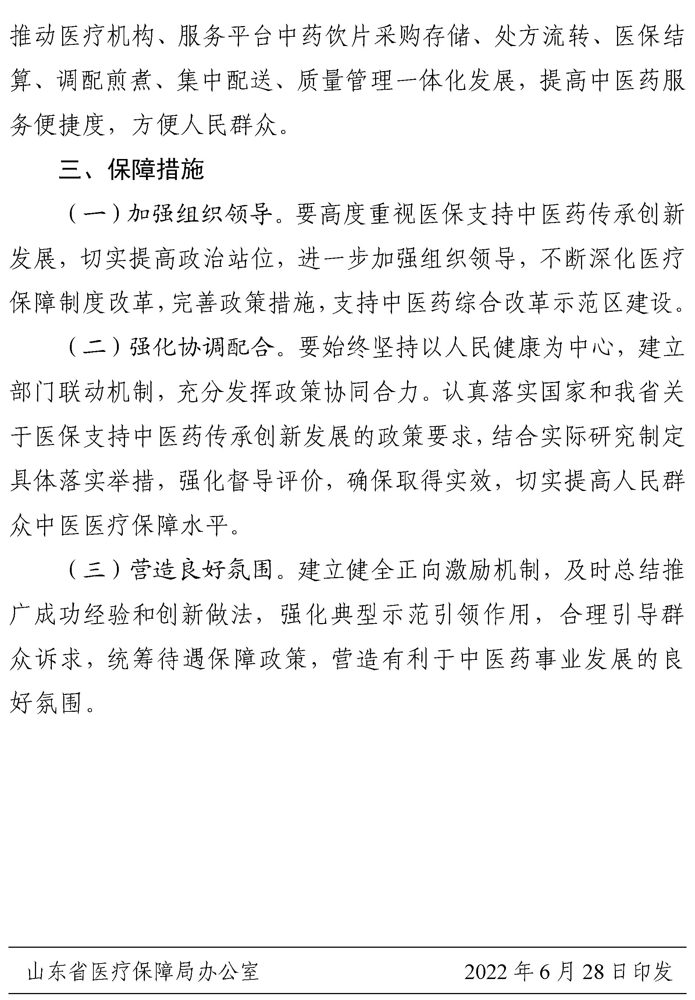 推动医疗机构、服务平台中药饮片采购存储、处方流转、医保结
算、调配煎煮、集中配送、质量管理一体化发展，提高中医药服
务便捷度，方便人民群众。
三、保障措施
（一）加强组织领导。要高度重视医保支持中医药传承创新
发展，切实提高政治站位，进一步加强组织领导，不断深化医疗
保障制度改革，完善政策措施，支持中医药综合改革示范区建设。
（二）强化协调配合。要始终坚持以人民健康为中心，建立
部门联动机制，充分发挥政策协同合力。认真落实国家和我省关
于医保支持中医药传承创新发展的政策要求，结合实际研究制定
具体落实举措，强化督导评价，确保取得实效，切实提高人民群
众中医医疗保障水平。
（三）营造良好氛围。建立健全正向激励机制，及时总结推
广成功经验和创新做法，强化典型示范引领作用，合理引导群
众诉求，统筹待遇保障政策，营造有利于中医药事业发展的良
好氛围。
山东省医疗保障局办公室 2022年6月28日印发